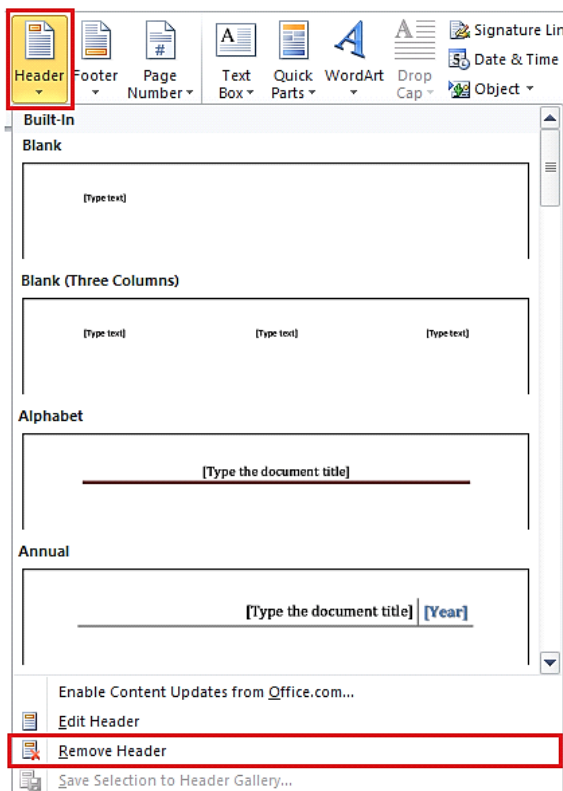 Header Footer Page Number Text Box Quick Parts WordArt Drop Cap Signature Lin
Date & Time
Object
Built-In
Blank
[Type text]
Blank (Three Columns)
[Type text] [Type text] [Type text]
Alphabet
[Type the document title]
Annual
[Type the document title] [Year]
Enable Content Updates from Office.com...
Edit Header
Remove Header
Save Selection to Header Gallery...